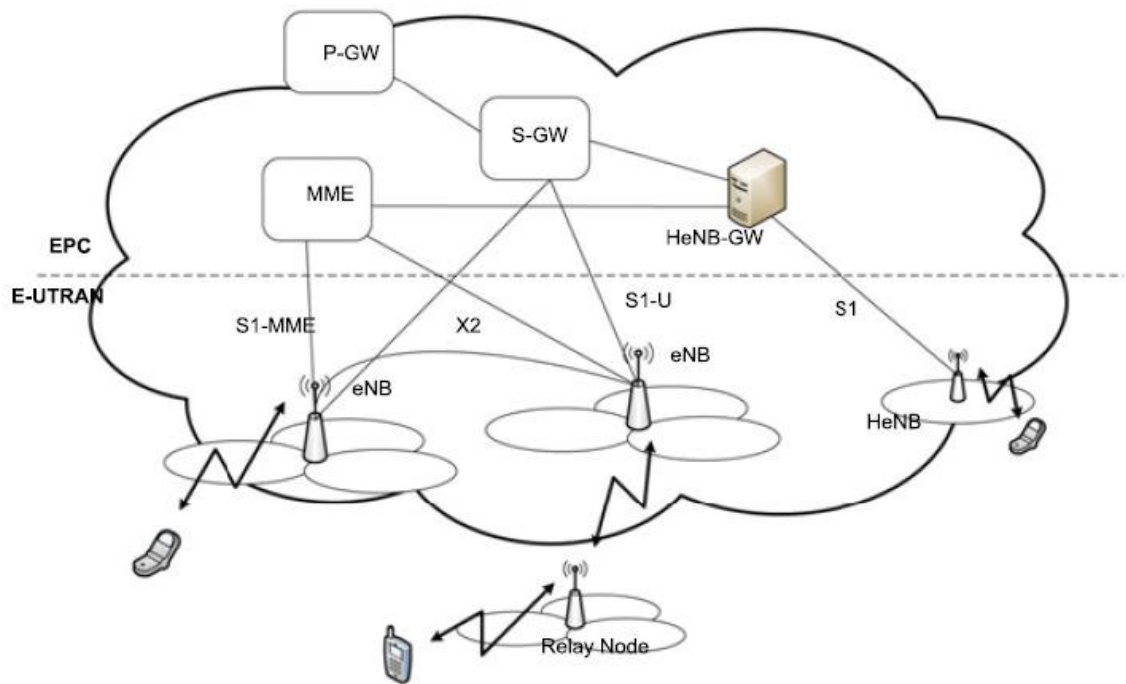 P-GW
S-GW
MME
HeNB-GW
EPC
E-UTRAN
S1-MME
X2
S1-U
S1
eNB
eNB
HeNB
Relay Node